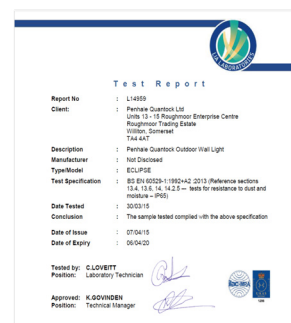 LIA LABORATORIES
Test Report
Report No : L14959
Client: : Penhale Quantock Ltd
Units 13 - 15 Roughmoor Enterprise Centre
Roughmoor Trading Estate
Williton, Somerset
TA4 4AT
Description : Penhale Quantock Outdoor Wall Light
Manufacturer : Not Disclosed
Type/Model : ECLIPSE
Test Specification : BS EN 60529-1:1992+A2 :2013 (Reference sections
13.4, 13.6, 14, 14.2.5 — tests for resistance to dust and
moisture – IP65)
Date Tested : 30/03/15
Conclusion : The sample tested complied with the above specification
Date of Issue : 07/04/15
Date of Expiry : 06/04/20
Tested by: C.LOVEITT
Position: Laboratory Technician
Approved: K.GOVINDEN
Position: Technical Manager
ilac-MRA